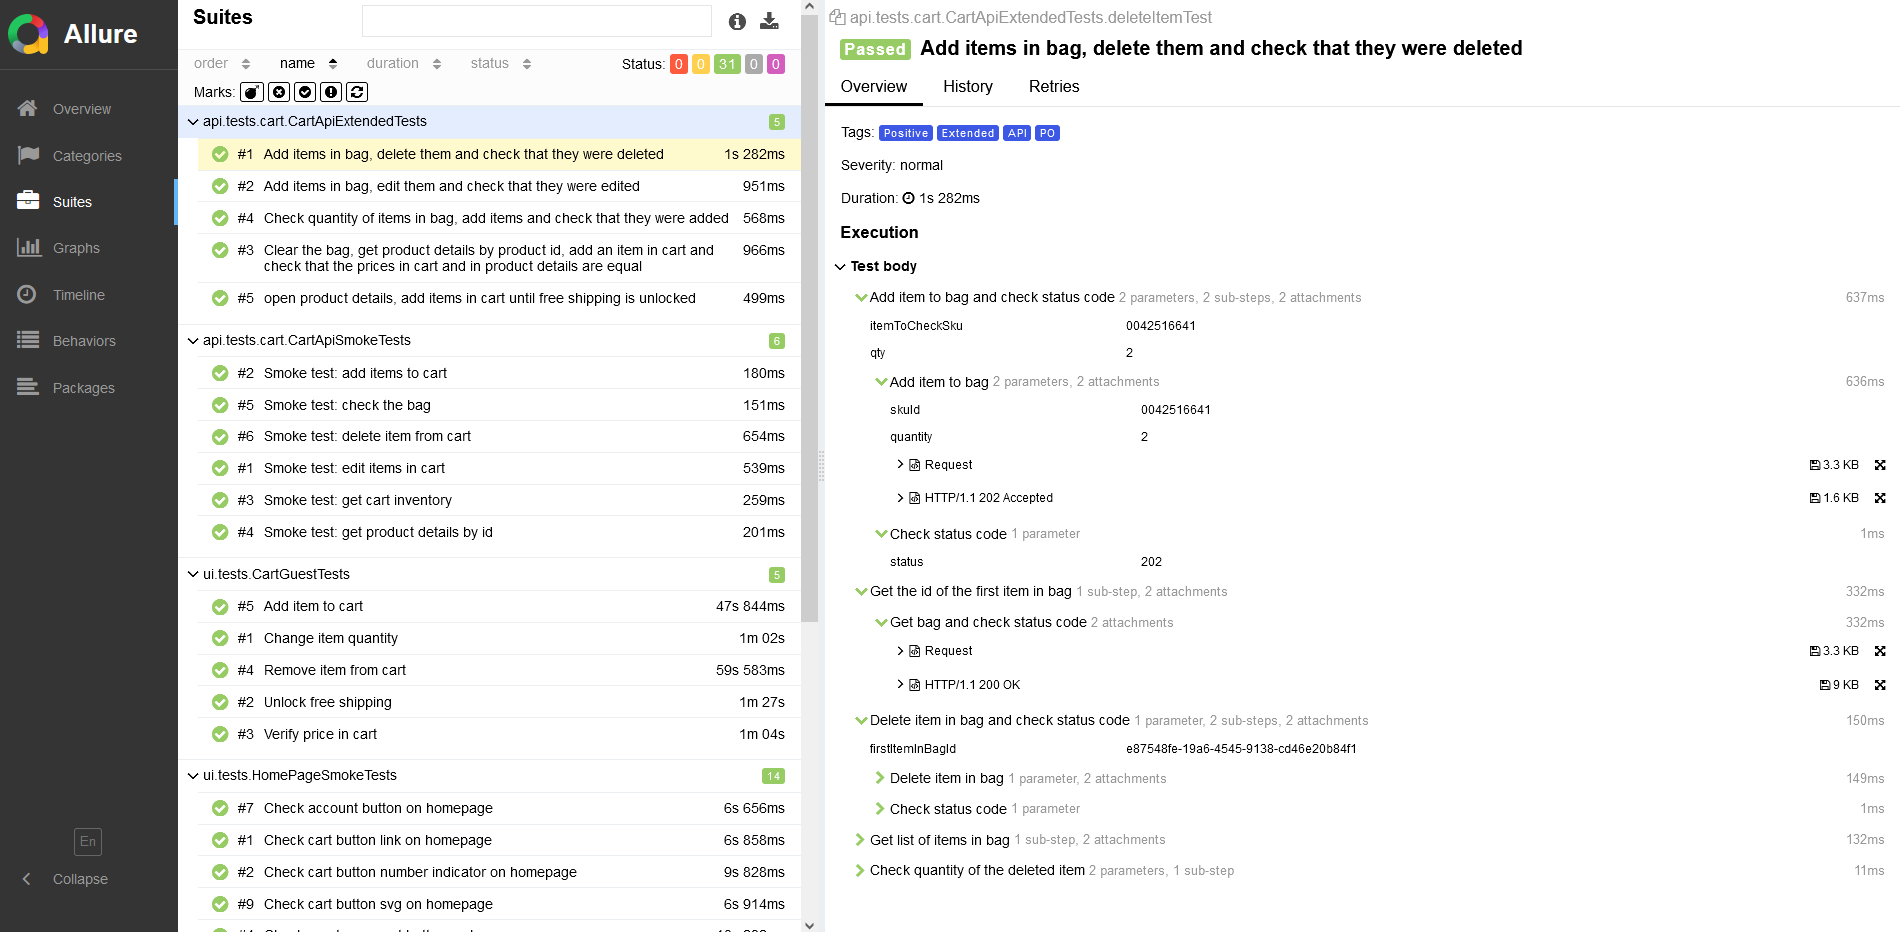 Allure
Overview
Categories
Suites
Graphs
Timeline
Behaviors
Packages
En
Collapse
Suites
order name duration status Status: 0 0 31 0 0
Marks:
api.tests.cart.CartApiExtendedTests 5
#1 Add items in bag, delete them and check that they were deleted 1s 282ms
#2 Add items in bag, edit them and check that they were edited 951ms
#4 Check quantity of items in bag, add items and check that they were added 568ms
#3 Clear the bag, get product details by product id, add an item in cart and 966ms
check that the prices in cart and in product details are equal
#5 open product details, add items in cart until free shipping is unlocked 499ms
api.tests.cart.CartApiSmokeTests 6
#2 Smoke test: add items to cart 180ms
#5 Smoke test: check the bag 151ms
#6 Smoke test: delete item from cart 654ms
#1 Smoke test: edit items in cart 539ms
#3 Smoke test: get cart inventory 259ms
#4 Smoke test: get product details by id 201ms
ui.tests.CartGuestTests 5
#5 Add item to cart 47s 844ms
#1 Change item quantity 1m 02s
#4 Remove item from cart 59s 583ms
#2 Unlock free shipping 1m 27s
#3 Verify price in cart 1m 04s
ui.tests.HomePageSmokeTests 14
#7 Check account button on homepage 6s 656ms
#1 Check cart button link on homepage 6s 858ms
#2 Check cart button number indicator on homepage 9s 828ms
#9 Check cart button svg on homepage 6s 914ms
api.tests.cart.CartApiExtendedTests.deleteItemTest
Passed Add items in bag, delete them and check that they were deleted
Overview History Retries
Tags: Positive Extended API PO
Severity: normal
Duration: 1s 282ms
Execution
Test body
Add item to bag and check status code 2 parameters, 2 sub-steps, 2 attachments 637ms
itemToCheckSku 0042516641
qty 2
Add item to bag 2 parameters, 2 attachments 636ms
skuId 0042516641
quantity 2
Request 3.3 KB
HTTP/1.1 202 Accepted 1.6 KB
Check status code 1 parameter 1ms
status 202
Get the id of the first item in bag 1 sub-step, 2 attachments 332ms
Get bag and check status code 2 attachments 332ms
Request 3.3 KB
HTTP/1.1 200 OK 9 KB
Delete item in bag and check status code 1 parameter, 2 sub-steps, 2 attachments 150ms
firstItemInBagId e87548fe-19a6-4545-9138-cd46e20b84f1
Delete item in bag 1 parameter, 2 attachments 149ms
Check status code 1 parameter 1ms
Get list of items in bag 1 sub-step, 2 attachments 132ms
Check quantity of the deleted item 2 parameters, 1 sub-step 11ms